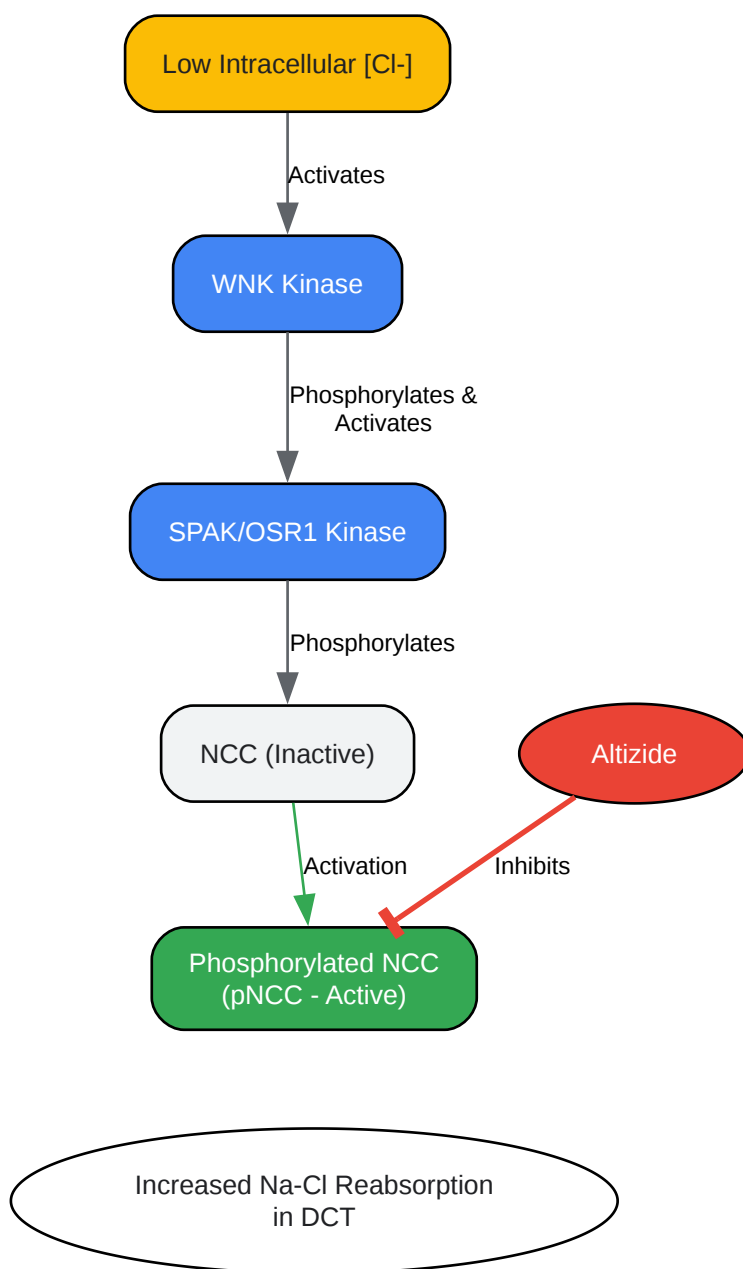 Low Intracellular [Cl-]
Activates
WNK Kinase
Phosphorylates &
Activates
SPAK/OSR1 Kinase
Phosphorylates
NCC (Inactive)
Altizide
Activation
Inhibits
Phosphorylated NCC
(pNCC - Active)
Increased Na-Cl Reabsorption
in DCT